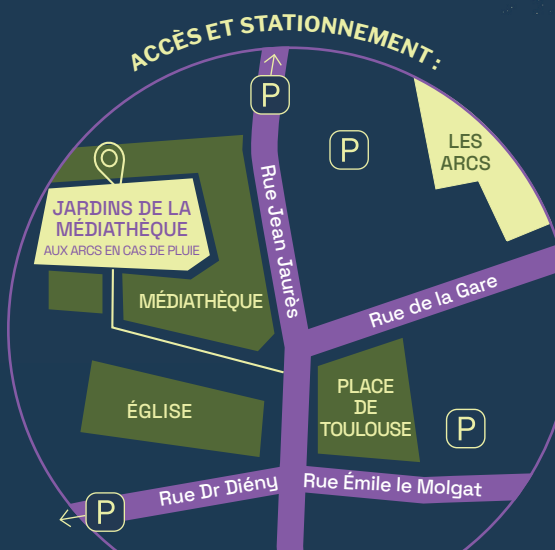 ACCÈS ET STATIONNEMENT :
P
P
LES
ARCS
JARDINS DE LA
MÉDIATHÈQUE
AUX ARCS EN CAS DE PLUIE
Rue Jean Jaurès
MÉDIATHÈQUE
Rue de la Gare
PLACE
DE
TOULOUSE
ÉGLISE
P
Rue Dr Diény
Rue Émile le Molgat
P